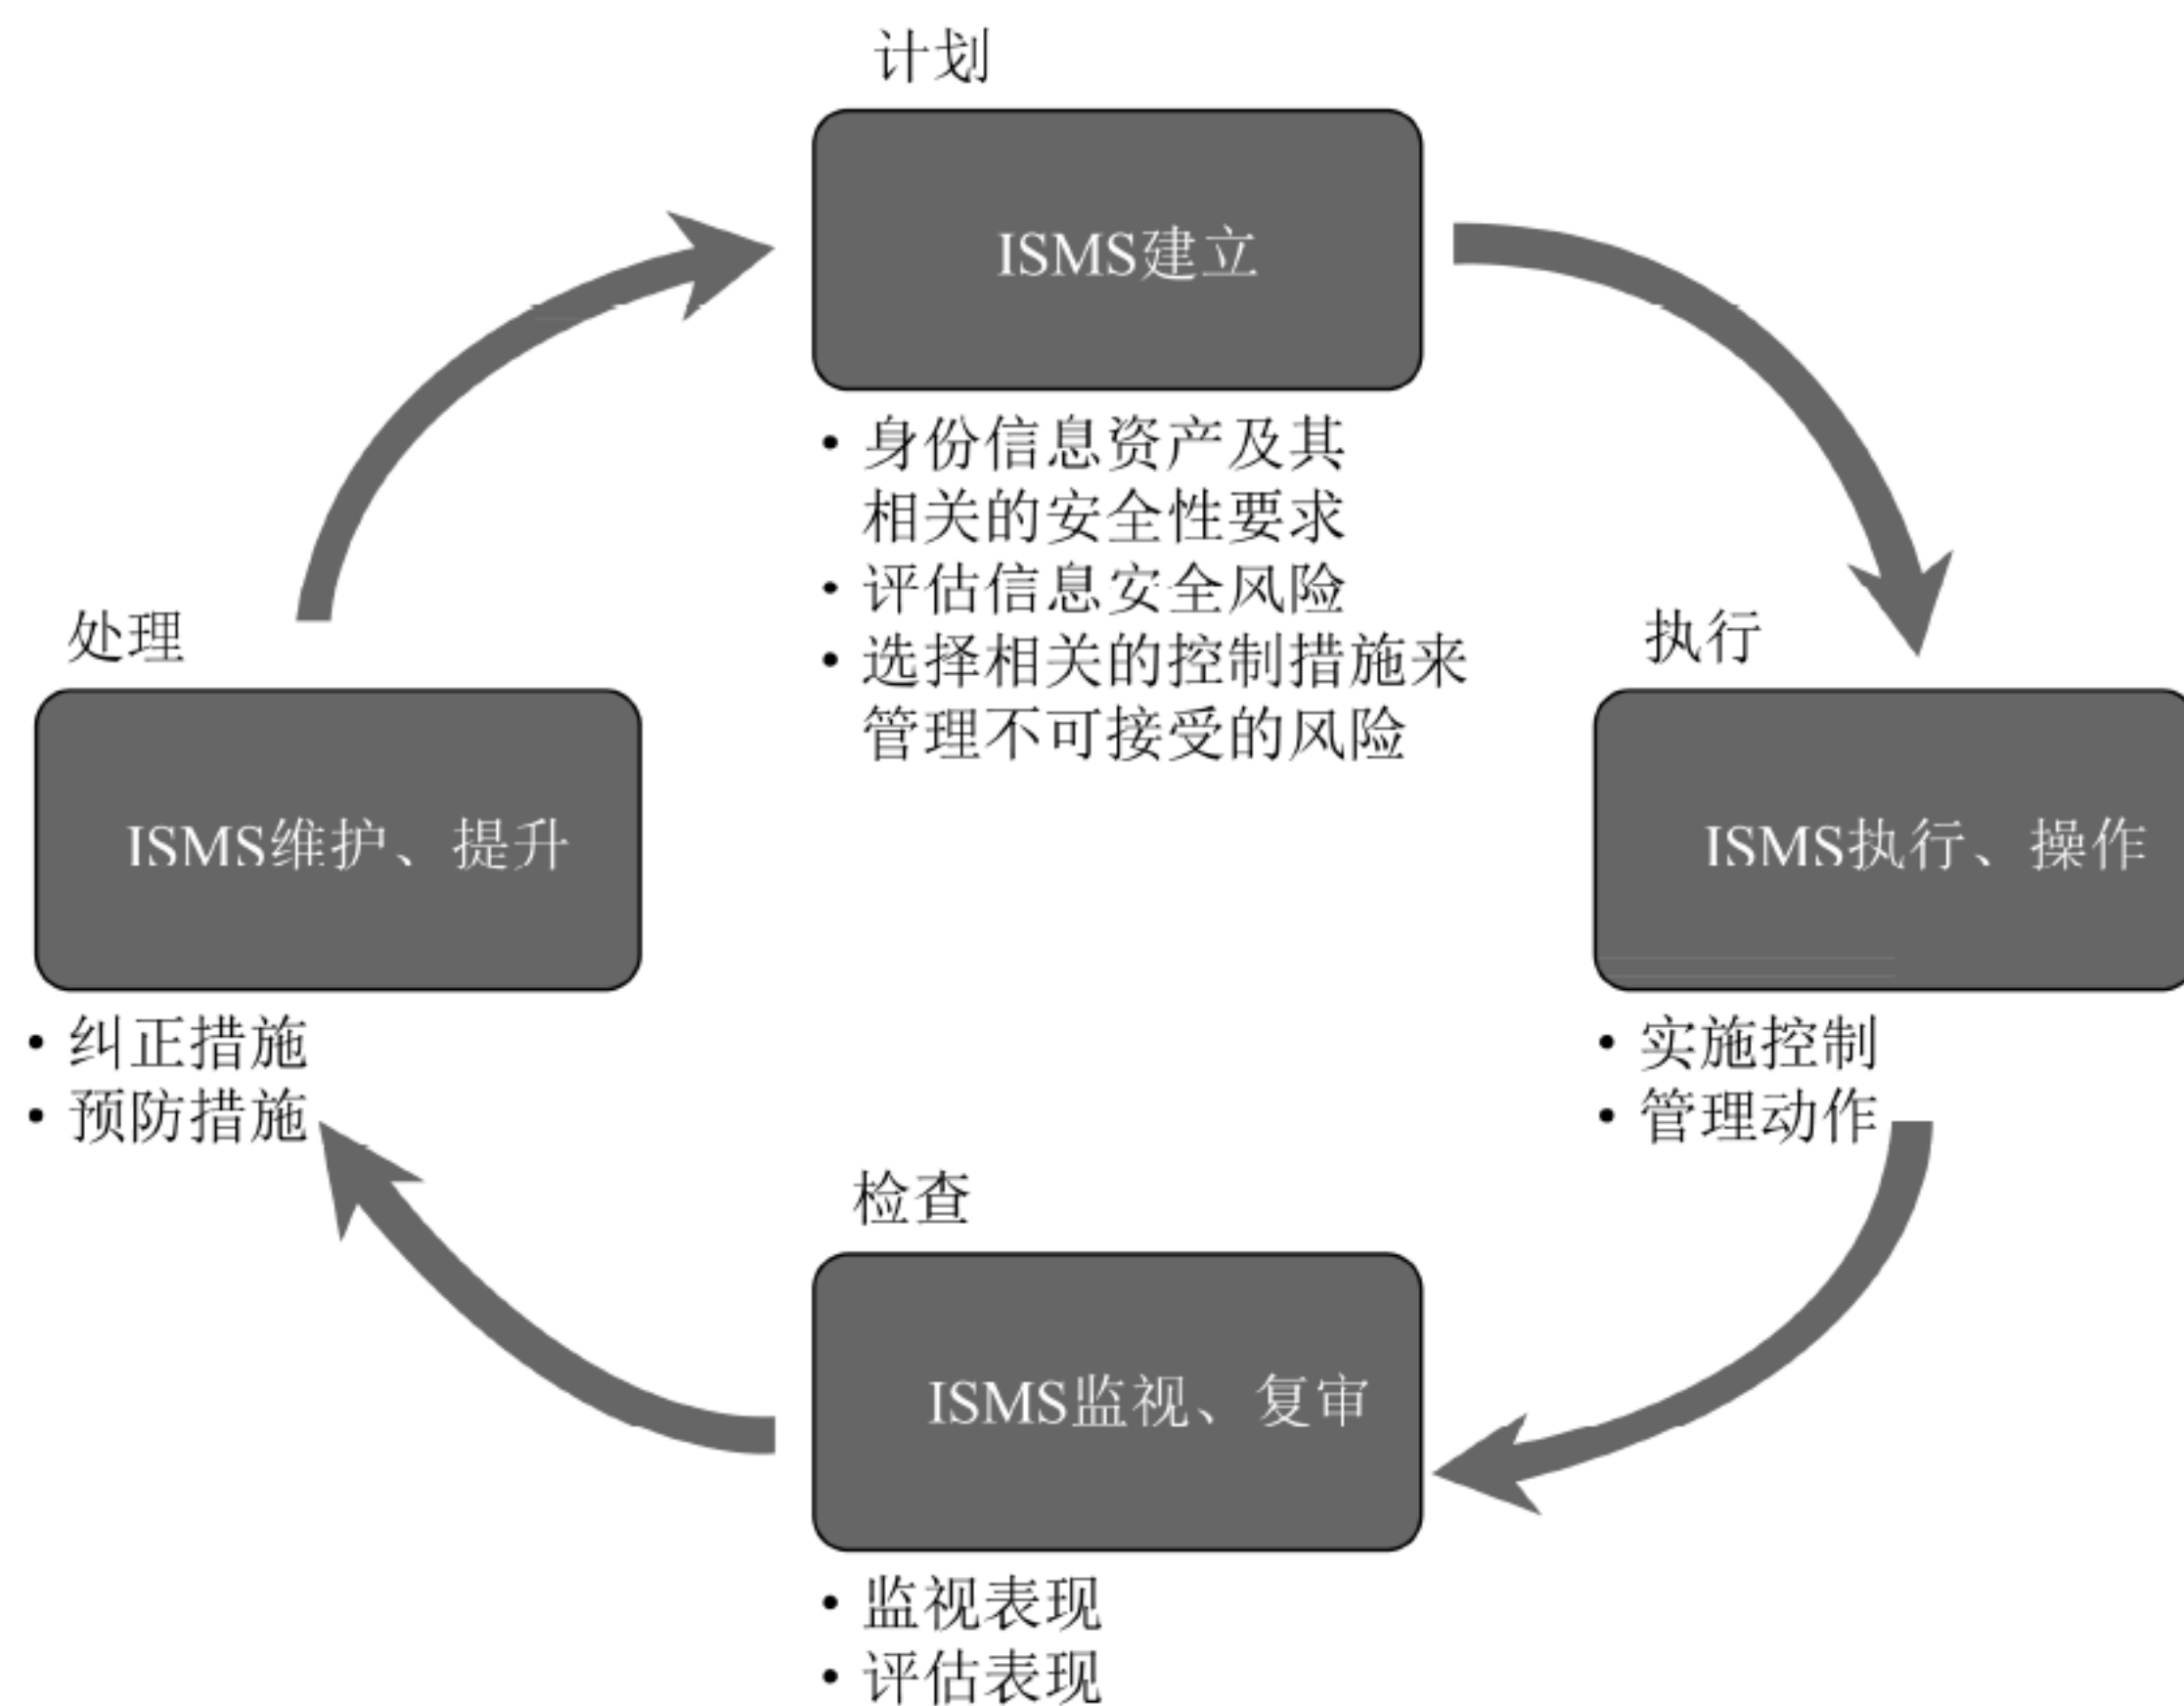 计划
ISMS建立
• 身份信息资产及其
相关的安全性要求
• 评估信息安全风险
• 选择相关的控制措施来
管理不可接受的风险
执行
ISMS执行、操作
• 实施控制
• 管理动作
检查
ISMS监视、复审
• 监视表现
• 评估表现
处理
ISMS维护、提升
• 纠正措施
• 预防措施